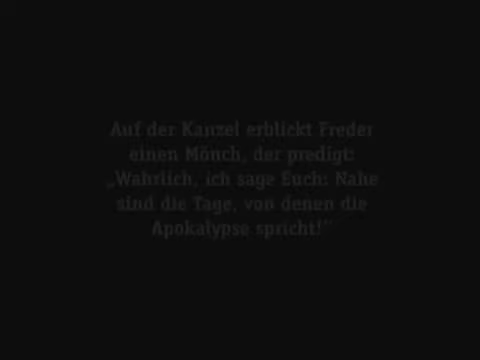 Auf der Kanzel erblickt Freder
einen Mönch, der predigt:
„Wahrlich, ich sage Euch: Nahe
sind die Tage, von denen die
Apokalypse spricht!“